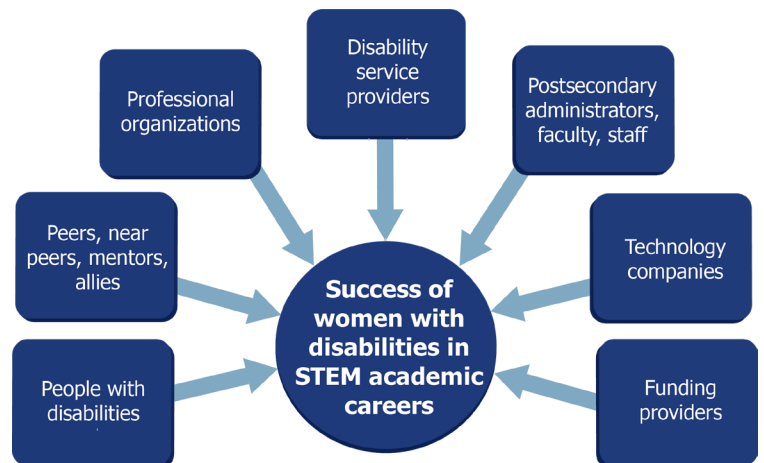 Disability
service
providers
Professional
organizations
Postsecondary
administrators,
faculty, staff
Peers, near
peers, mentors,
allies
Technology
companies
People with
disabilities
Funding
providers
Success of
women with
disabilities in
STEM academic
careers